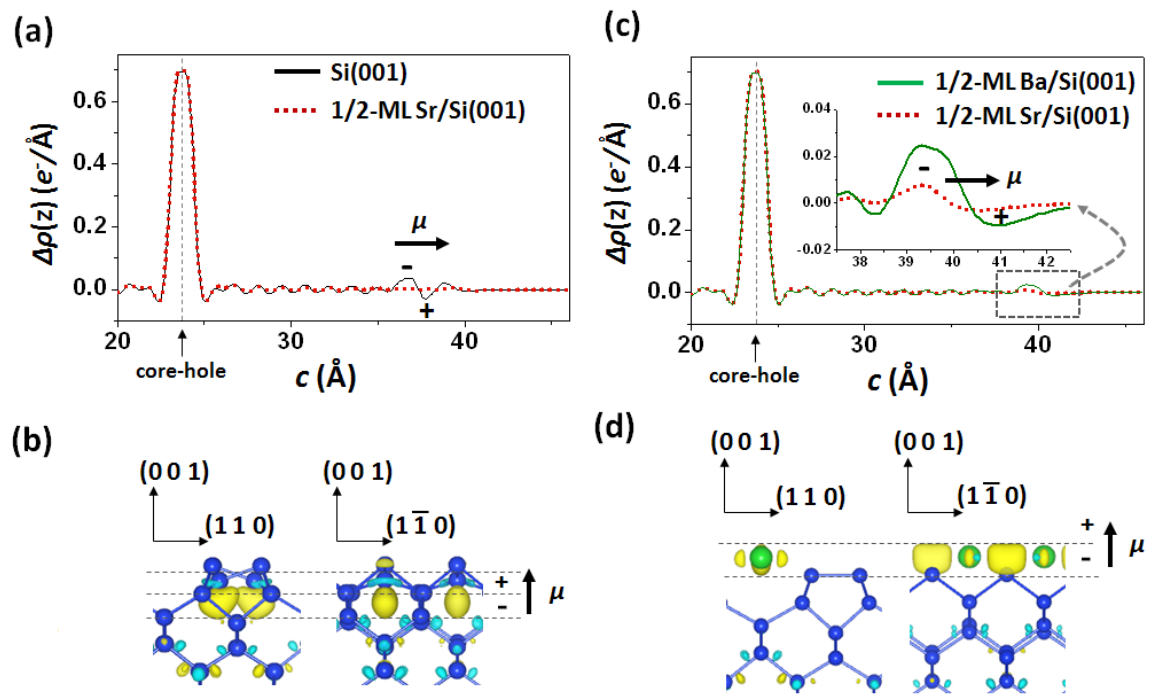 (a)
Si(001)
1/2-ML Sr/Si(001)
Δρ(z) (e⁻/Å)
0.6
0.4
0.2
0.0
μ
-
+
20
30
40
core-hole
c (Å)
(c)
1/2-ML Ba/Si(001)
1/2-ML Sr/Si(001)
Δρ(z) (e⁻/Å)
0.6
0.4
0.2
0.0
0.04
0.02
0.00
-0.02
-
μ
+
38
39
40
41
42
20
30
40
core-hole
c (Å)
(b)
(0 0 1)
(1 1 0)
(0 0 1)
(1 1̅ 0)
+
-
μ
(d)
(0 0 1)
(1 1 0)
(0 0 1)
(1 1̅ 0)
+
-
μ